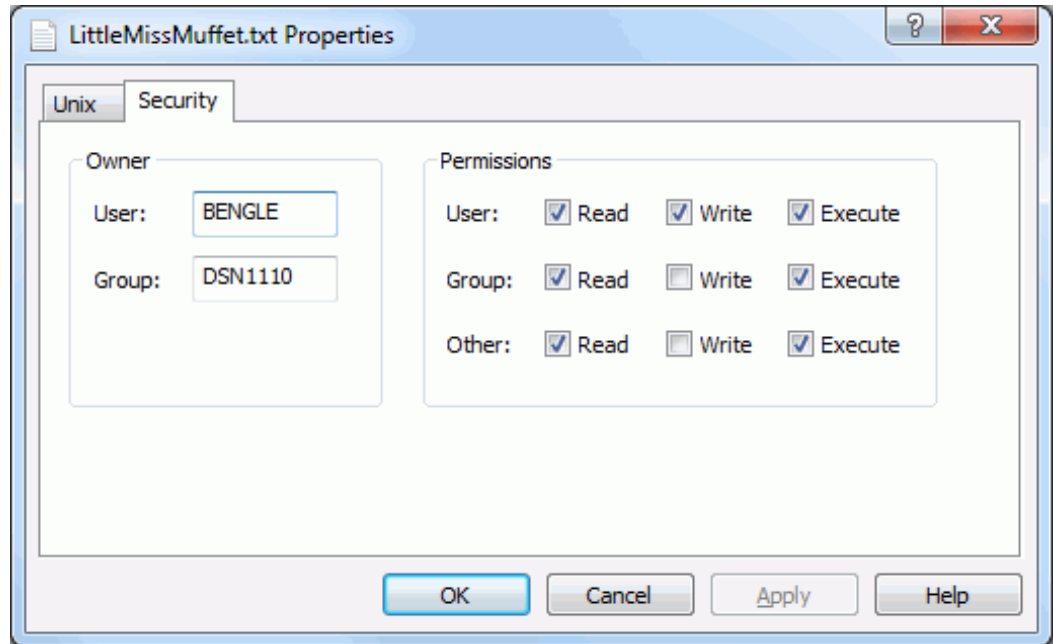 LittleMissMuffet.txt Properties
Unix Security
Owner
User: BENGLE
Group: DSN1110
Permissions
User: Read Write Execute
Group: Read Write Execute
Other: Read Write Execute
OK Cancel Apply Help